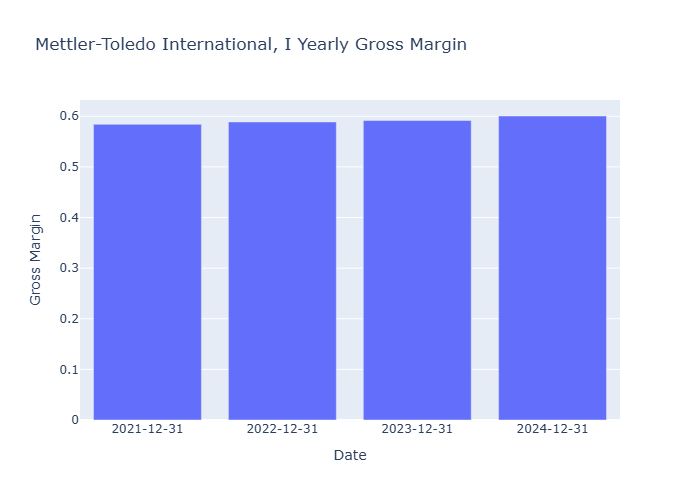 Mettler-Toledo International, I Yearly Gross Margin
0.6
0.5
0.4
0.3
0.2
0.1
0
Gross Margin
2021-12-31 2022-12-31 2023-12-31 2024-12-31
Date